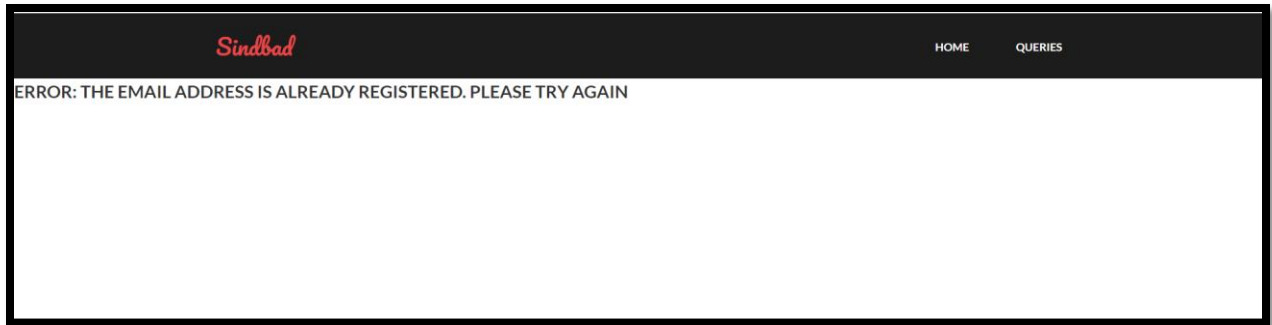 Sindbad
HOME QUERIES
ERROR: THE EMAIL ADDRESS IS ALREADY REGISTERED. PLEASE TRY AGAIN